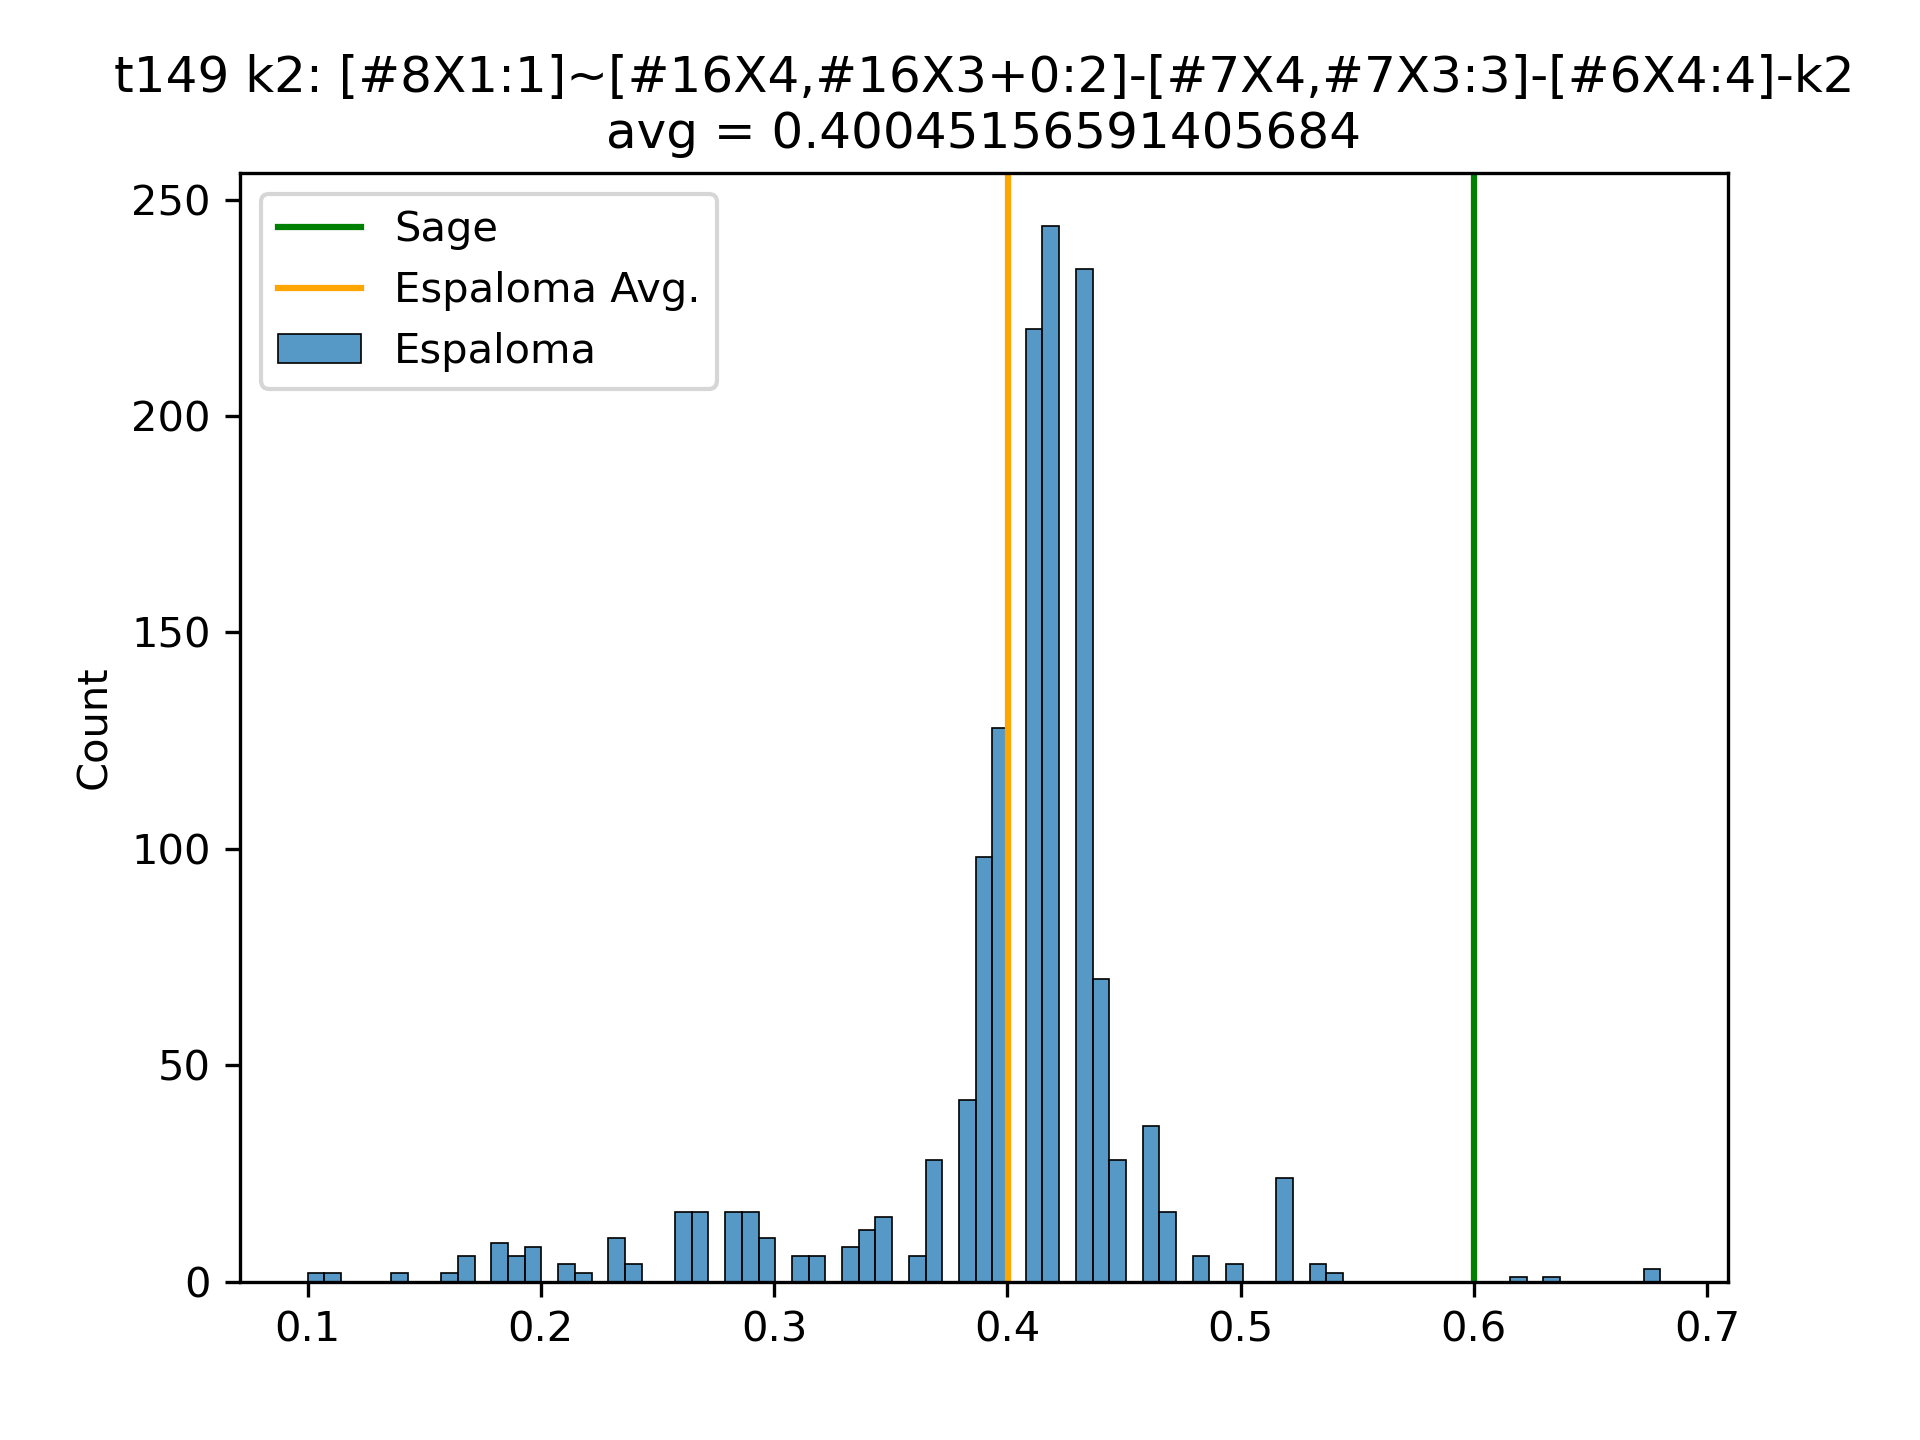 t149 k2: [#8X1:1]~[#16X4,#16X3+0:2]-[#7X4,#7X3:3]-[#6X4:4]-k2
avg = 0.40045156591405684
Sage
Espaloma Avg.
Espaloma
Count
250
200
150
100
50
0
0.1 0.2 0.3 0.4 0.5 0.6 0.7